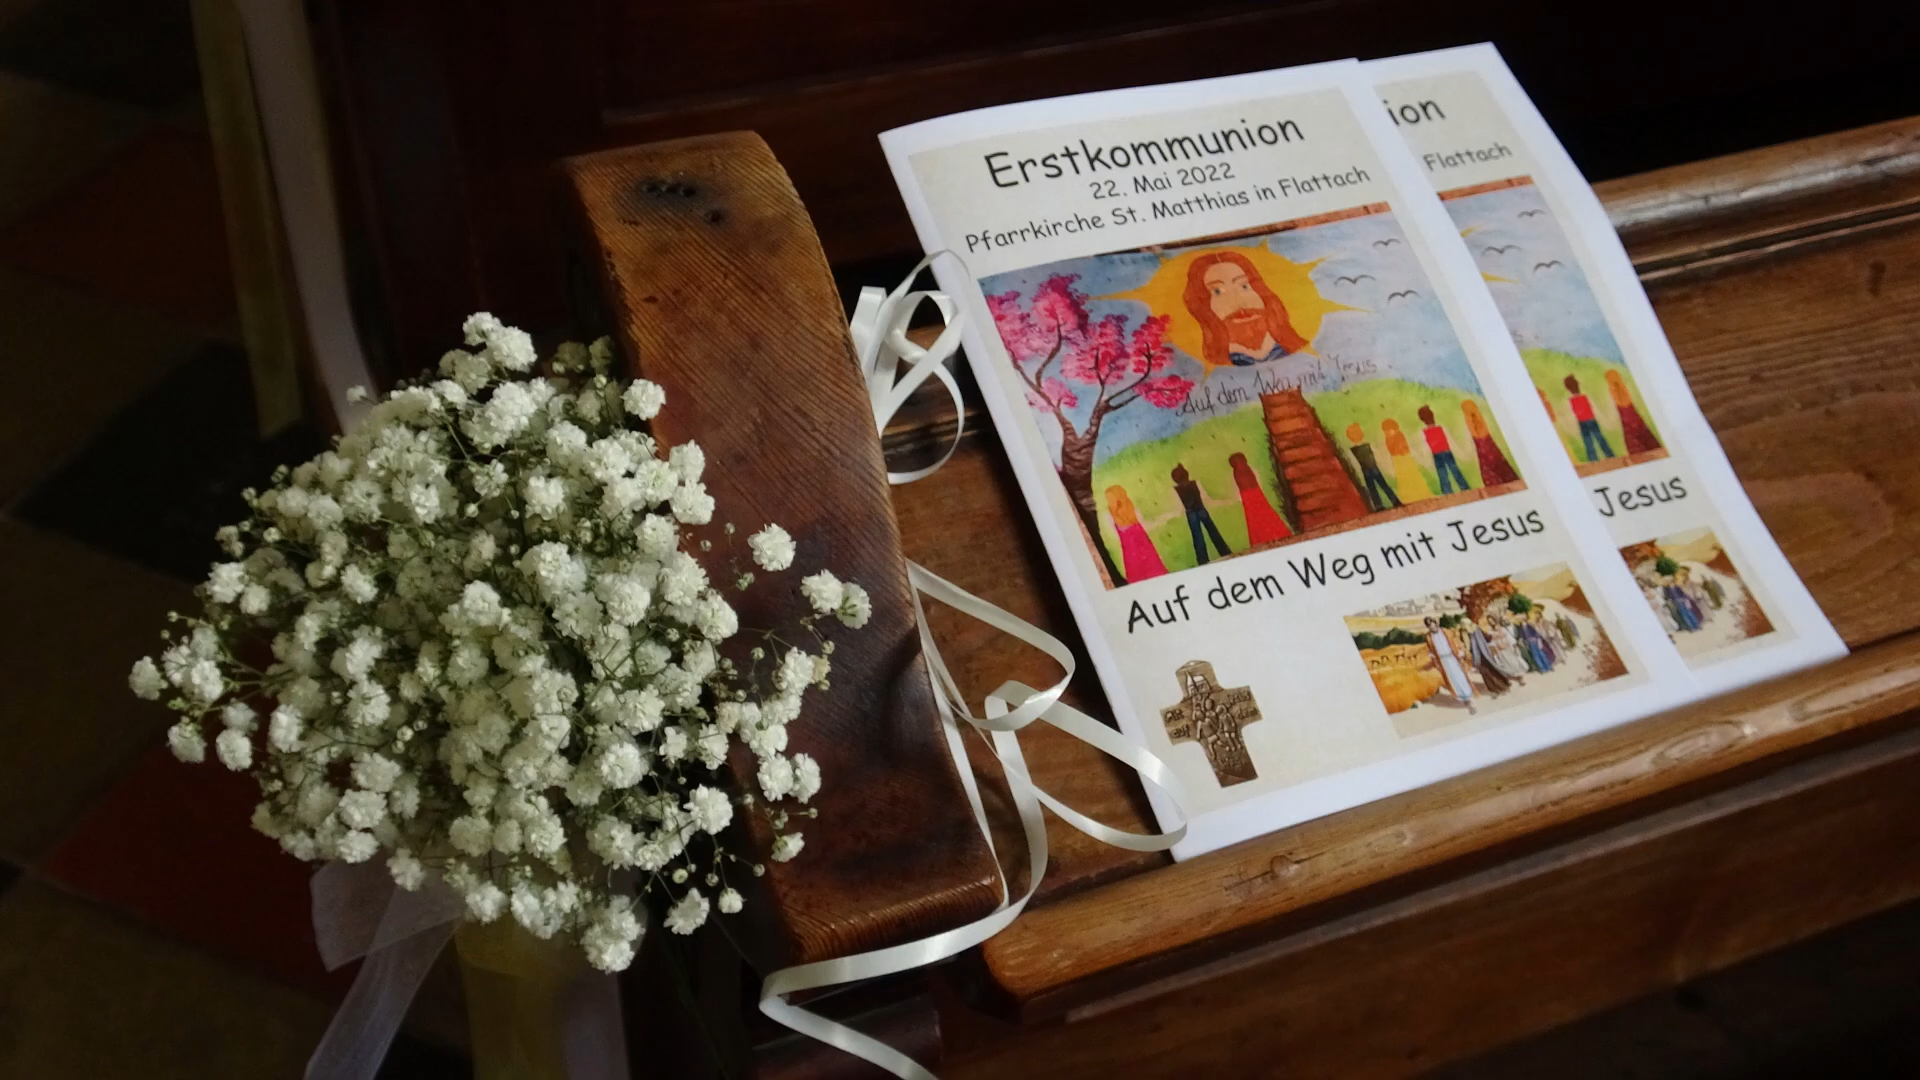 Erstkommunion
22. Mai 2022
Pfarrkirche St. Matthias in Flattach
Auf dem Weg mit Jesus
Auf dem Weg mit Jesus
ion
Flattach
Jesus